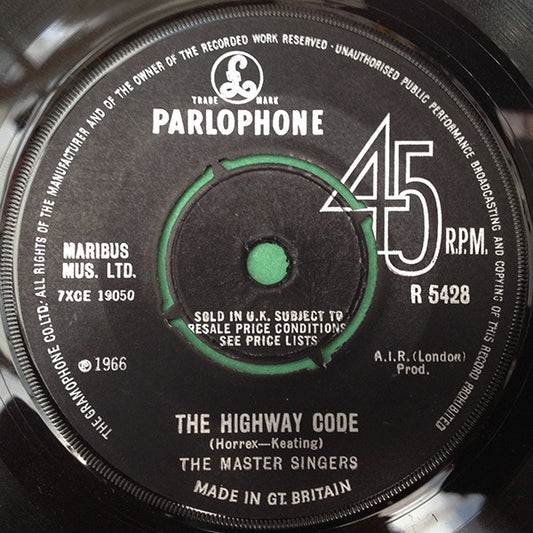 THE GRAMOPHONE CO.LTD. ALL RIGHTS OF THE MANUFACTURER AND OF THE OWNER OF THE RECORDED WORK RESERVED · UNAUTHORISED PUBLIC PERFORMANCE BROADCASTING AND COPYING OF THIS RECORD PROHIBITED
£
TRADE MARK
PARLOPHONE
45
R.P.M.
MARIBUS
MUS. LTD.
7XCE 19050
R 5428
SOLD IN U.K. SUBJECT TO
RESALE PRICE CONDITIONS
SEE PRICE LISTS
℗ 1966
A.I.R. (London)
Prod.
THE HIGHWAY CODE
(Horrex—Keating)
THE MASTER SINGERS
MADE IN GT. BRITAIN